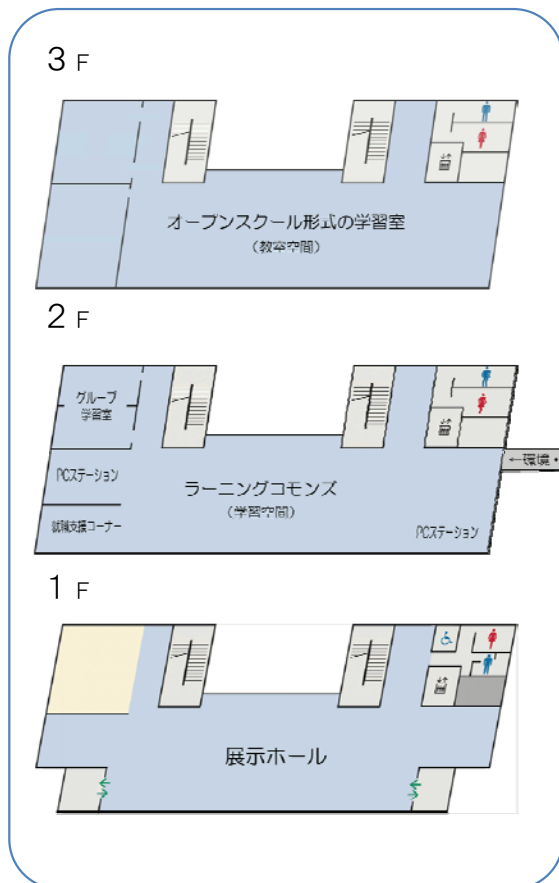 3 F
オープンスクール形式の学習室
(教室空間)
2 F
グループ
学習室
PCステーション
ラーニングコモンズ
(学習空間)
就職支援コーナー
PCステーション
←環境・
1 F
展示ホール